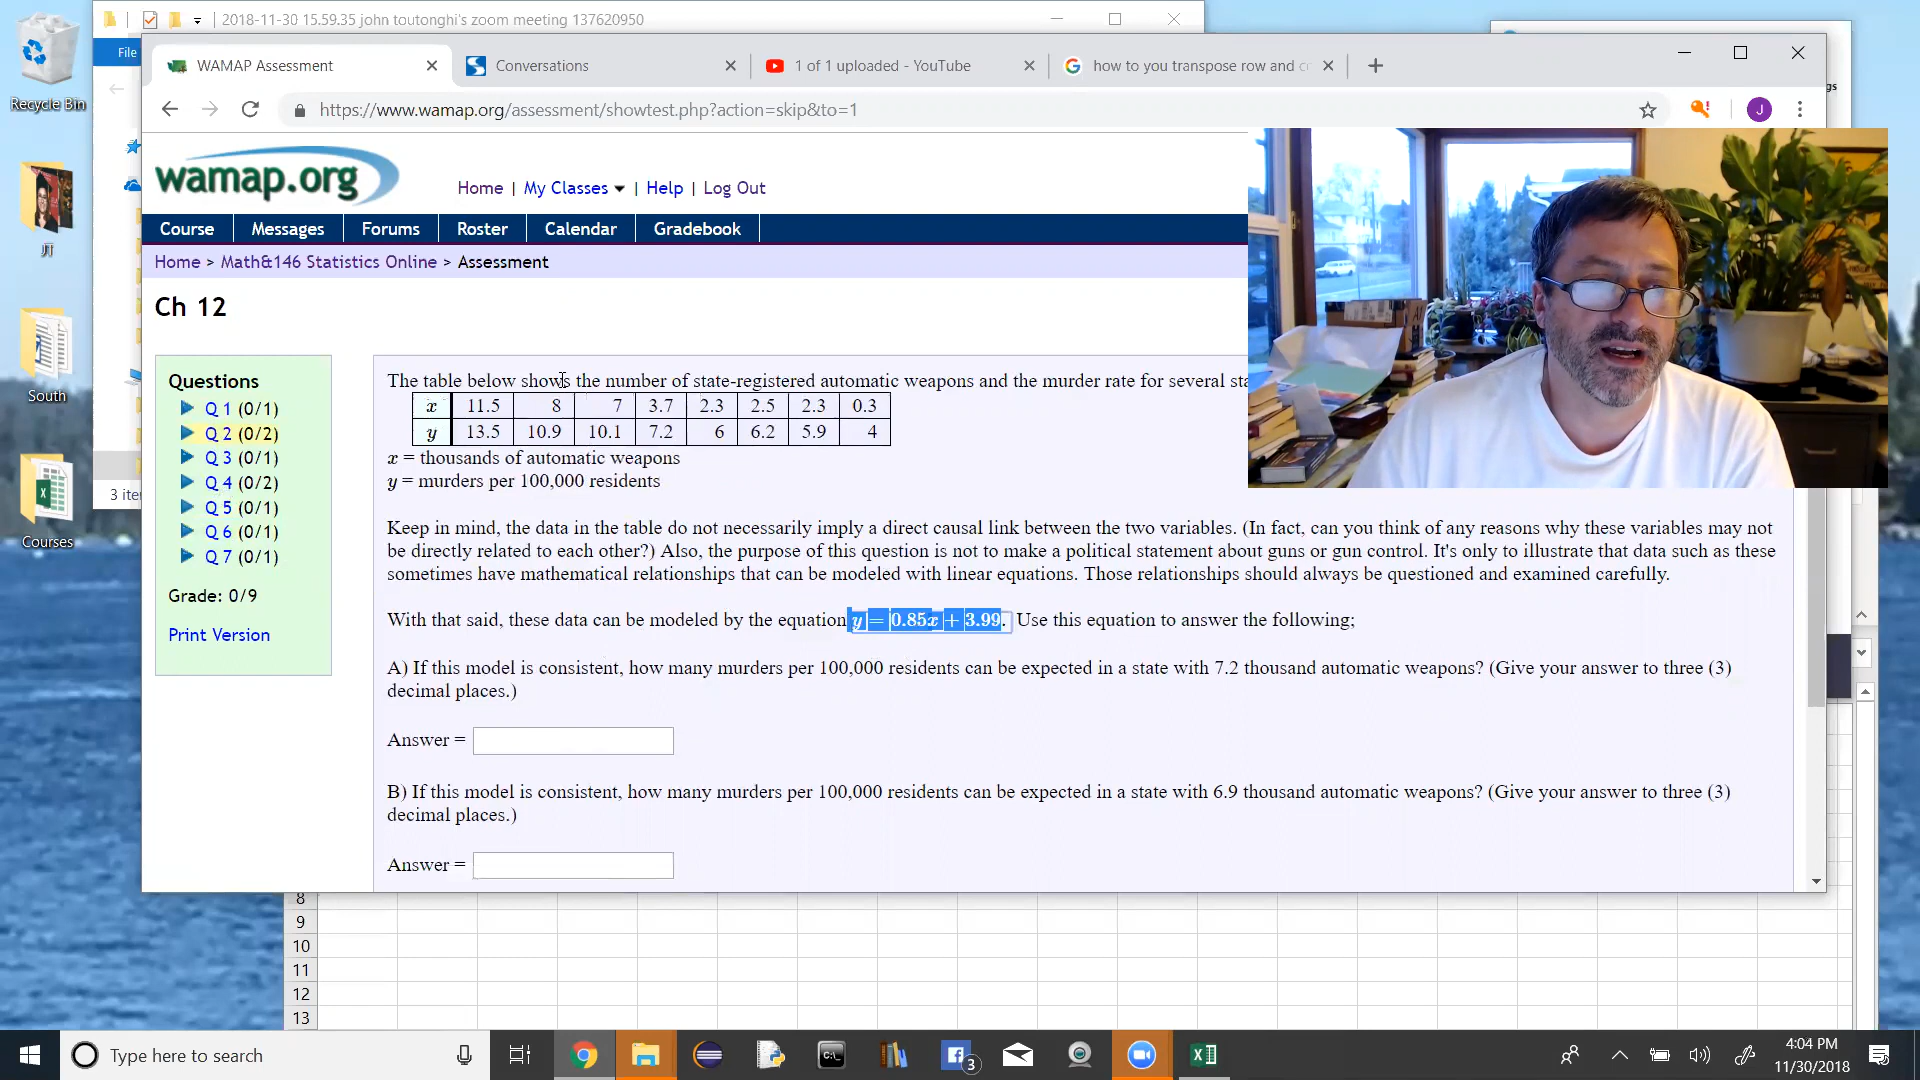 2018-11-30 15.59.35 john toutonghi's zoom meeting 137620950
File
WAMAP Assessment
Conversations
1 of 1 uploaded - YouTube
how to you transpose row and c
https://www.wamap.org/assessment/showtest.php?action=skip&to=1
J
gs
Recycle Bin
JT
South
Courses
3 iter
wamap.org
Home | My Classes | Help | Log Out
Course Messages Forums Roster Calendar Gradebook
Home > Math&146 Statistics Online > Assessment
Ch 12
Questions
Q 1 (0/1)
Q 2 (0/2)
Q 3 (0/1)
Q 4 (0/2)
Q 5 (0/1)
Q 6 (0/1)
Q 7 (0/1)
Grade: 0/9
Print Version
The table below shows the number of state-registered automatic weapons and the murder rate for several sta
x 11.5 8 7 3.7 2.3 2.5 2.3 0.3
y 13.5 10.9 10.1 7.2 6 6.2 5.9 4
x = thousands of automatic weapons
y = murders per 100,000 residents
Keep in mind, the data in the table do not necessarily imply a direct causal link between the two variables. (In fact, can you think of any reasons why these variables may not
be directly related to each other?) Also, the purpose of this question is not to make a political statement about guns or gun control. It's only to illustrate that data such as these
sometimes have mathematical relationships that can be modeled with linear equations. Those relationships should always be questioned and examined carefully.
With that said, these data can be modeled by the equation y = 0.85x + 3.99. Use this equation to answer the following;
A) If this model is consistent, how many murders per 100,000 residents can be expected in a state with 7.2 thousand automatic weapons? (Give your answer to three (3)
decimal places.)
Answer =
B) If this model is consistent, how many murders per 100,000 residents can be expected in a state with 6.9 thousand automatic weapons? (Give your answer to three (3)
decimal places.)
Answer =
8
9
10
11
12
13
Type here to search
3
4:04 PM
11/30/2018